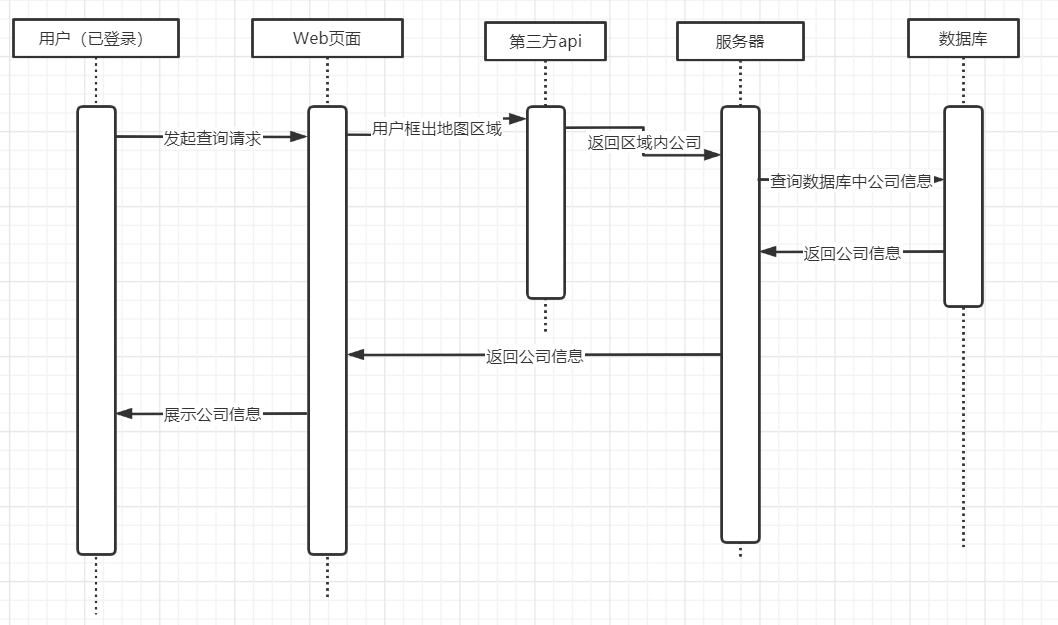 用户（已登录）
Web页面
第三方api
服务器
数据库
发起查询请求
用户框出地图区域
返回区域内公司
查询数据库中公司信息
返回公司信息
返回公司信息
展示公司信息